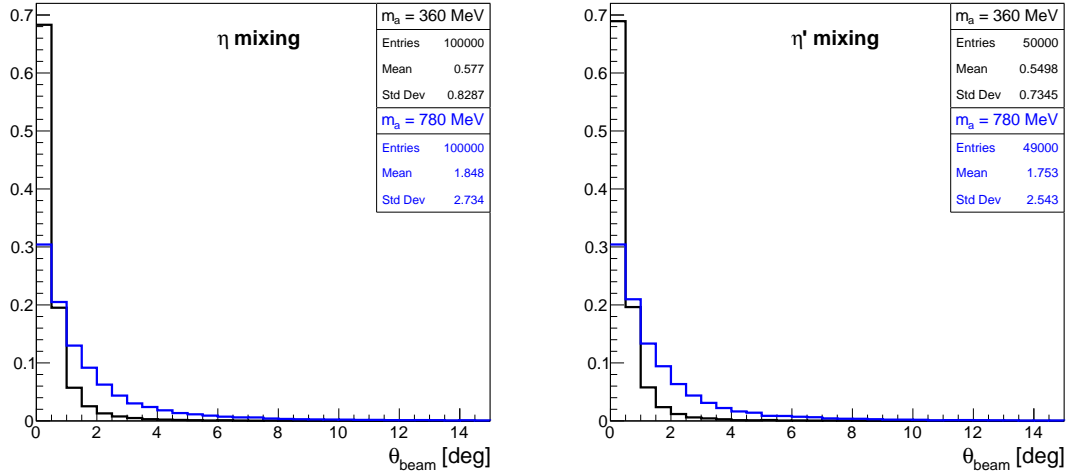 η mixing
m_a = 360 MeV
Entries 100000
Mean 0.577
Std Dev 0.8287
m_a = 780 MeV
Entries 100000
Mean 1.848
Std Dev 2.734
0.7
0.6
0.5
0.4
0.3
0.2
0.1
0
0 2 4 6 8 10 12 14
θ_beam [deg]
η' mixing
m_a = 360 MeV
Entries 50000
Mean 0.5498
Std Dev 0.7345
m_a = 780 MeV
Entries 49000
Mean 1.753
Std Dev 2.543
0.7
0.6
0.5
0.4
0.3
0.2
0.1
0
0 2 4 6 8 10 12 14
θ_beam [deg]